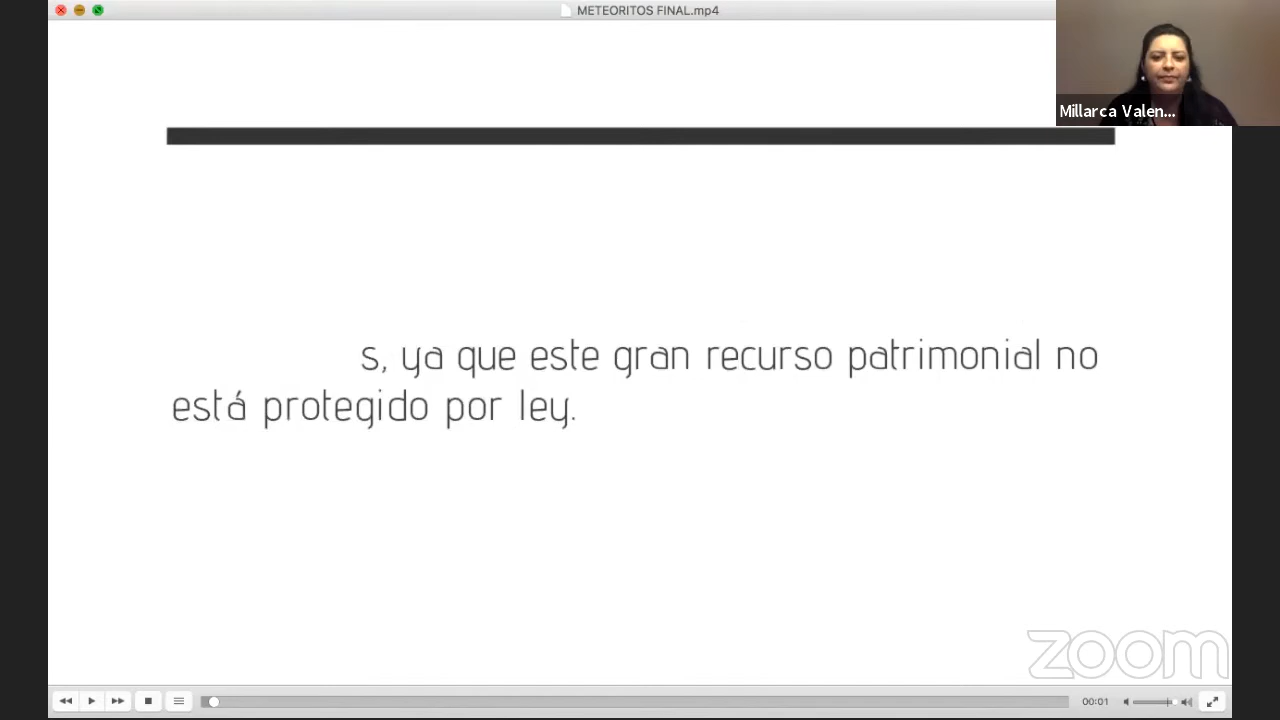 METEORITOS FINAL.mp4
Millarca Valen...
s, ya que este gran recurso patrimonial no
está protegido por ley.
zoom
00:01